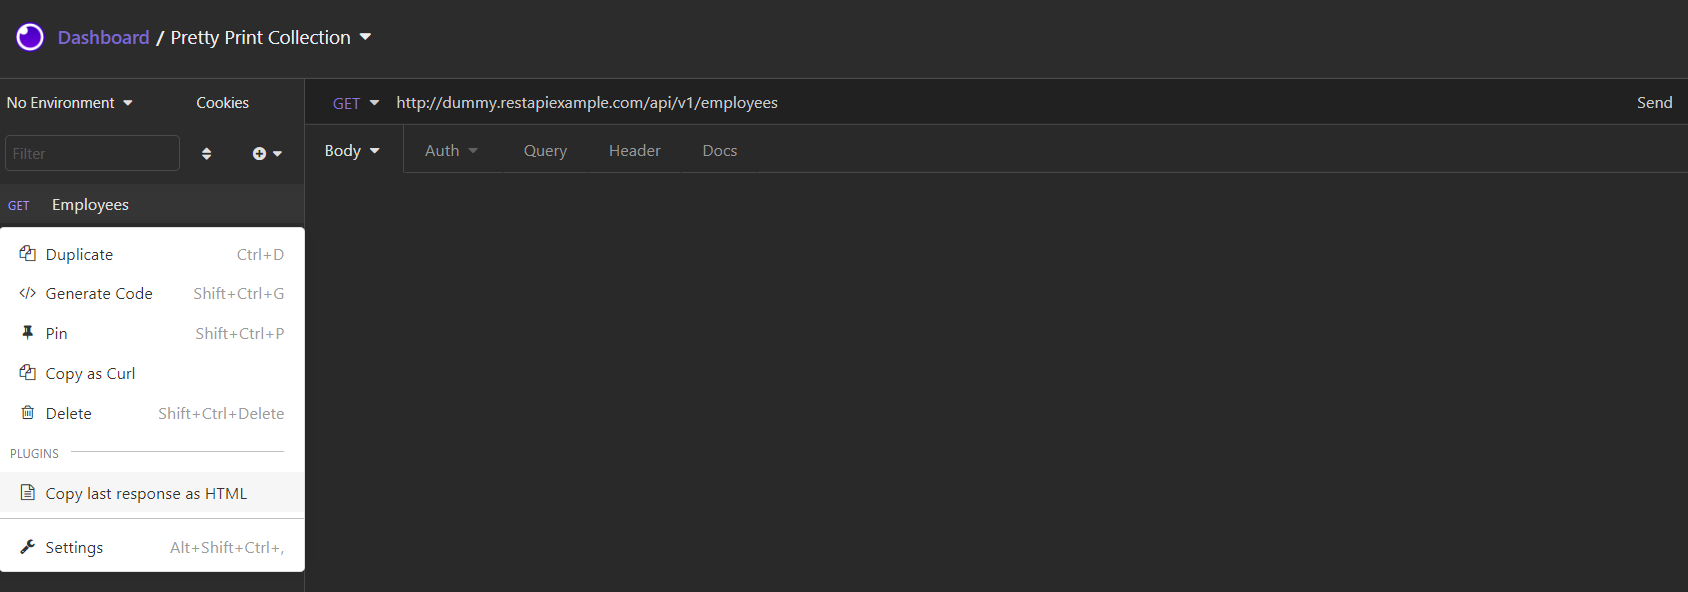 Dashboard / Pretty Print Collection
No Environment Cookies
GET http://dummy.restapiexample.com/api/v1/employees Send
Filter
Body Auth Query Header Docs
GET Employees
Duplicate Ctrl+D
Generate Code Shift+Ctrl+G
Pin Shift+Ctrl+P
Copy as Curl
Delete Shift+Ctrl+Delete
PLUGINS
Copy last response as HTML
Settings Alt+Shift+Ctrl+,